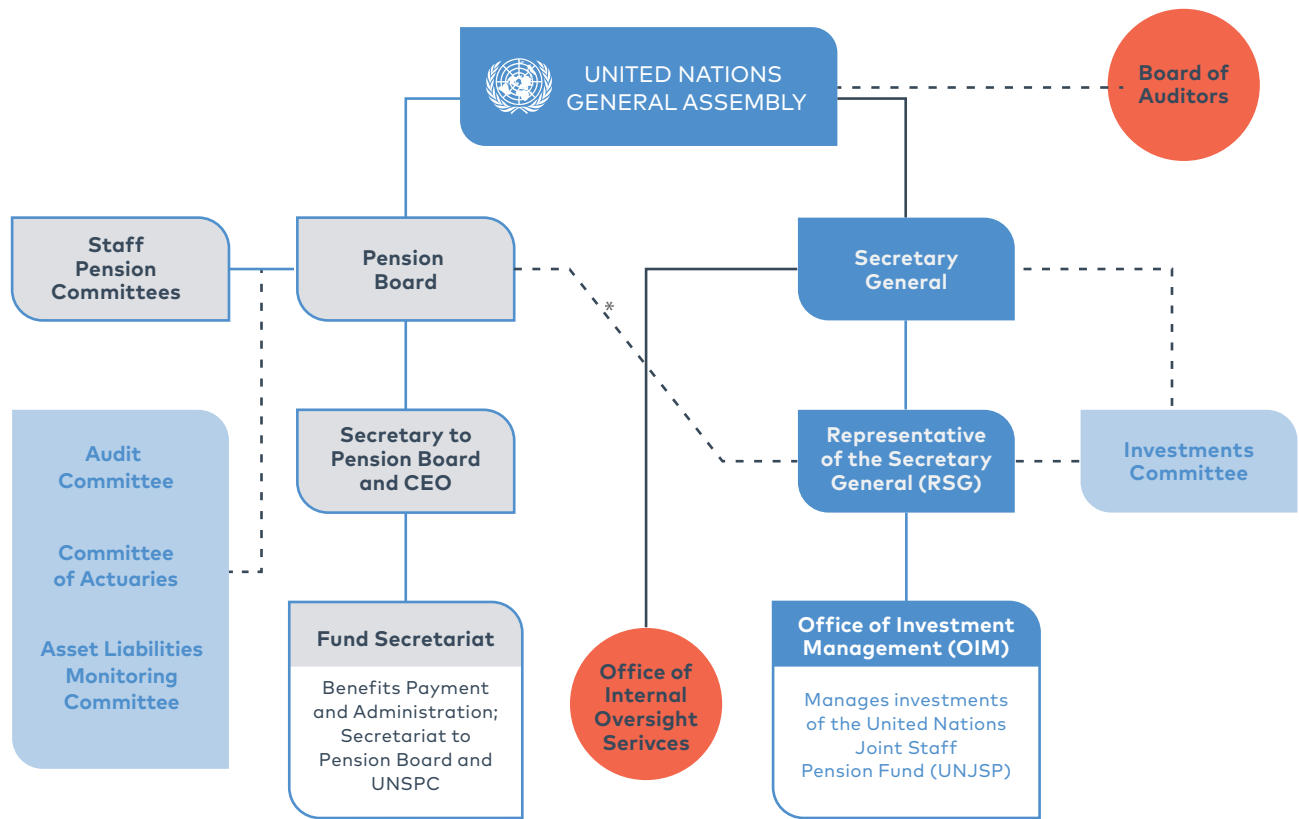 UNITED NATIONS
GENERAL ASSEMBLY
Board of
Auditors
Staff
Pension
Committees
Pension
Board
Secretary
General
*
Audit
Committee
Committee
of Actuaries
Asset Liabilities
Monitoring
Committee
Secretary to
Pension Board
and CEO
Representative
of the Secretary
General (RSG)
Investments
Committee
Fund Secretariat
Benefits Payment
and Administration;
Secretariat to
Pension Board and
UNSPC
Office of
Internal
Oversight
Serivces
Office of Investment
Management (OIM)
Manages investments
of the United Nations
Joint Staff
Pension Fund (UNJSP)